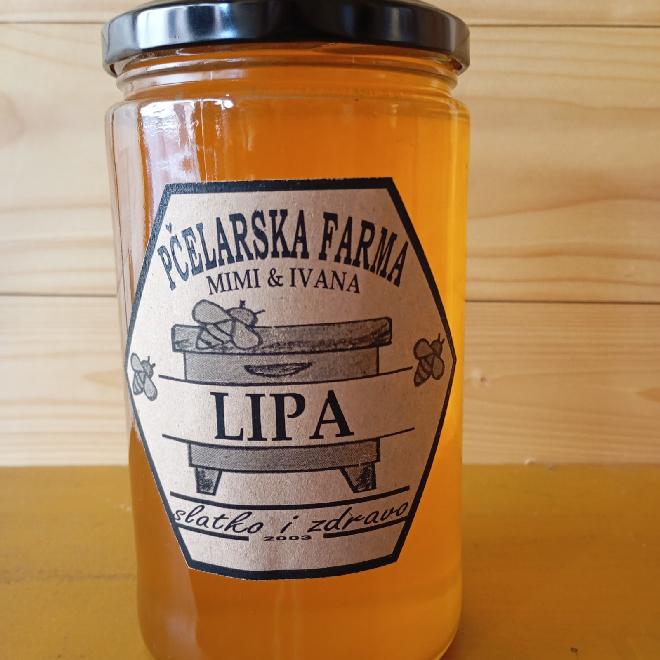 PČELARSKA FARMA
MIMI & IVANA
LIPA
slatko i zdravo
2003